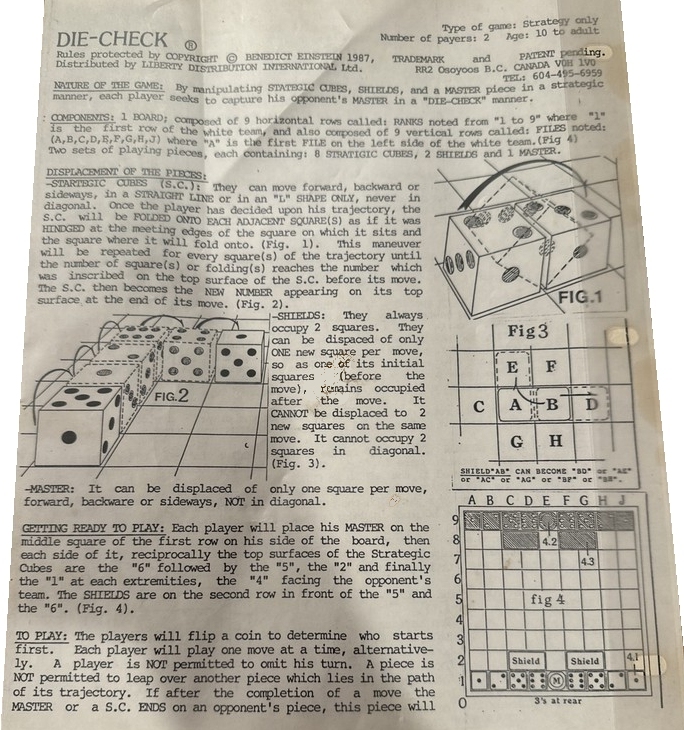 Type of game: Strategy only
Number of payers: 2 Age: 10 to adult
DIE-CHECK ®
Rules protected by COPYRIGHT © BENEDICT EINSTEIN 1987, TRADEMARK and PATENT pending.
Distributed by LIBERTY DISTRIBUTION INTERNATIONAL Ltd. RR2 Osoyoos B.C. CANADA V0H 1V0
TEL: 604-495-6959
NATURE OF THE GAME: By manipulating STATEGIC CUBES, SHIELDS, and a MASTER piece in a strategic
manner, each player seeks to capture his opponent's MASTER in a "DIE-CHECK" manner.
COMPONENTS: 1 BOARD; composed of 9 horizontal rows called: RANKS noted from "1 to 9" where "1"
is the first row of the white team, and also composed of 9 vertical rows called: FILES noted:
(A,B,C,D,E,F,G,H,J) where "A" is the first FILE on the left side of the white team. (Fig 4)
Two sets of playing pieces, each containing: 8 STRATIGIC CUBES, 2 SHIELDS and 1 MASTER.
DISPLACEMENT OF THE PIECES:
-STARTEGIC CUBES (S.C.): They can move forward, backward or
sideways, in a STRAIGHT LINE or in an "L" SHAPE ONLY, never in
diagonal. Once the player has decided upon his trajectory, the
S.C. will be FOLDED ONTO EACH ADJACENT SQUARE(S) as if it was
HINDGED at the meeting edges of the square on which it sits and
the square where it will fold onto. (Fig. 1). This maneuver
will be repeated for every square(s) of the trajectory until
the number of square(s) or folding(s) reaches the number which
was inscribed on the top surface of the S.C. before its move.
The S.C. then becomes the NEW NUMBER appearing on its top
surface at the end of its move. (Fig. 2).
FIG.1
FIG.2
-SHIELDS: They always
occupy 2 squares. They
can be dispaced of only
ONE new square per move,
so as one of its initial
squares (before the
move), remains occupied
after the move. It
CANNOT be displaced to 2
new squares on the same
move. It cannot occupy 2
squares in diagonal.
(Fig. 3).
Fig3
E F
C A B D
G H
SHIELD"AB" CAN BECOME "BD" or "AE"
or "AC" or "AG" or "BF" or
-MASTER: It can be displaced of only one square per move,
forward, backware or sideways, NOT in diagonal.
GETTING READY TO PLAY: Each player will place his MASTER on the
middle square of the first row on his side of the board, then
each side of it, reciprocally the top surfaces of the Strategic
Cubes are the "6" followed by the "5", the "2" and finally
the "1" at each extremities, the "4" facing the opponent's
team. The SHIELDS are on the second row in front of the "5" and
the "6". (Fig. 4).
A B C D E F G H J
9
8 4.2
7 4.3
6
5 fig 4
4
3
2 Shield Shield 4.1
1 M
0 3's at rear
TO PLAY: The players will flip a coin to determine who starts
first. Each player will play one move at a time, alternative-
ly. A player is NOT permitted to omit his turn. A piece is
NOT permitted to leap over another piece which lies in the path
of its trajectory. If after the completion of a move the
MASTER or a S.C. ENDS on an opponent's piece, this piece will